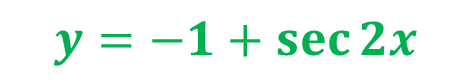 y = −1 + sec 2x